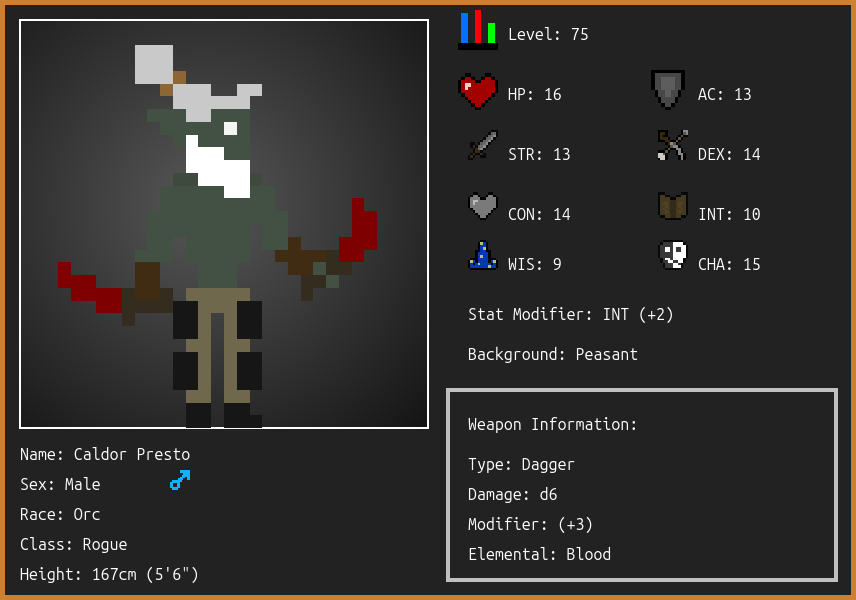 Level: 75
HP: 16
AC: 13
STR: 13
DEX: 14
CON: 14
INT: 10
WIS: 9
CHA: 15
Stat Modifier: INT (+2)
Background: Peasant
Weapon Information:
Type: Dagger
Damage: d6
Modifier: (+3)
Elemental: Blood
Name: Caldor Presto
Sex: Male
Race: Orc
Class: Rogue
Height: 167cm (5'6")